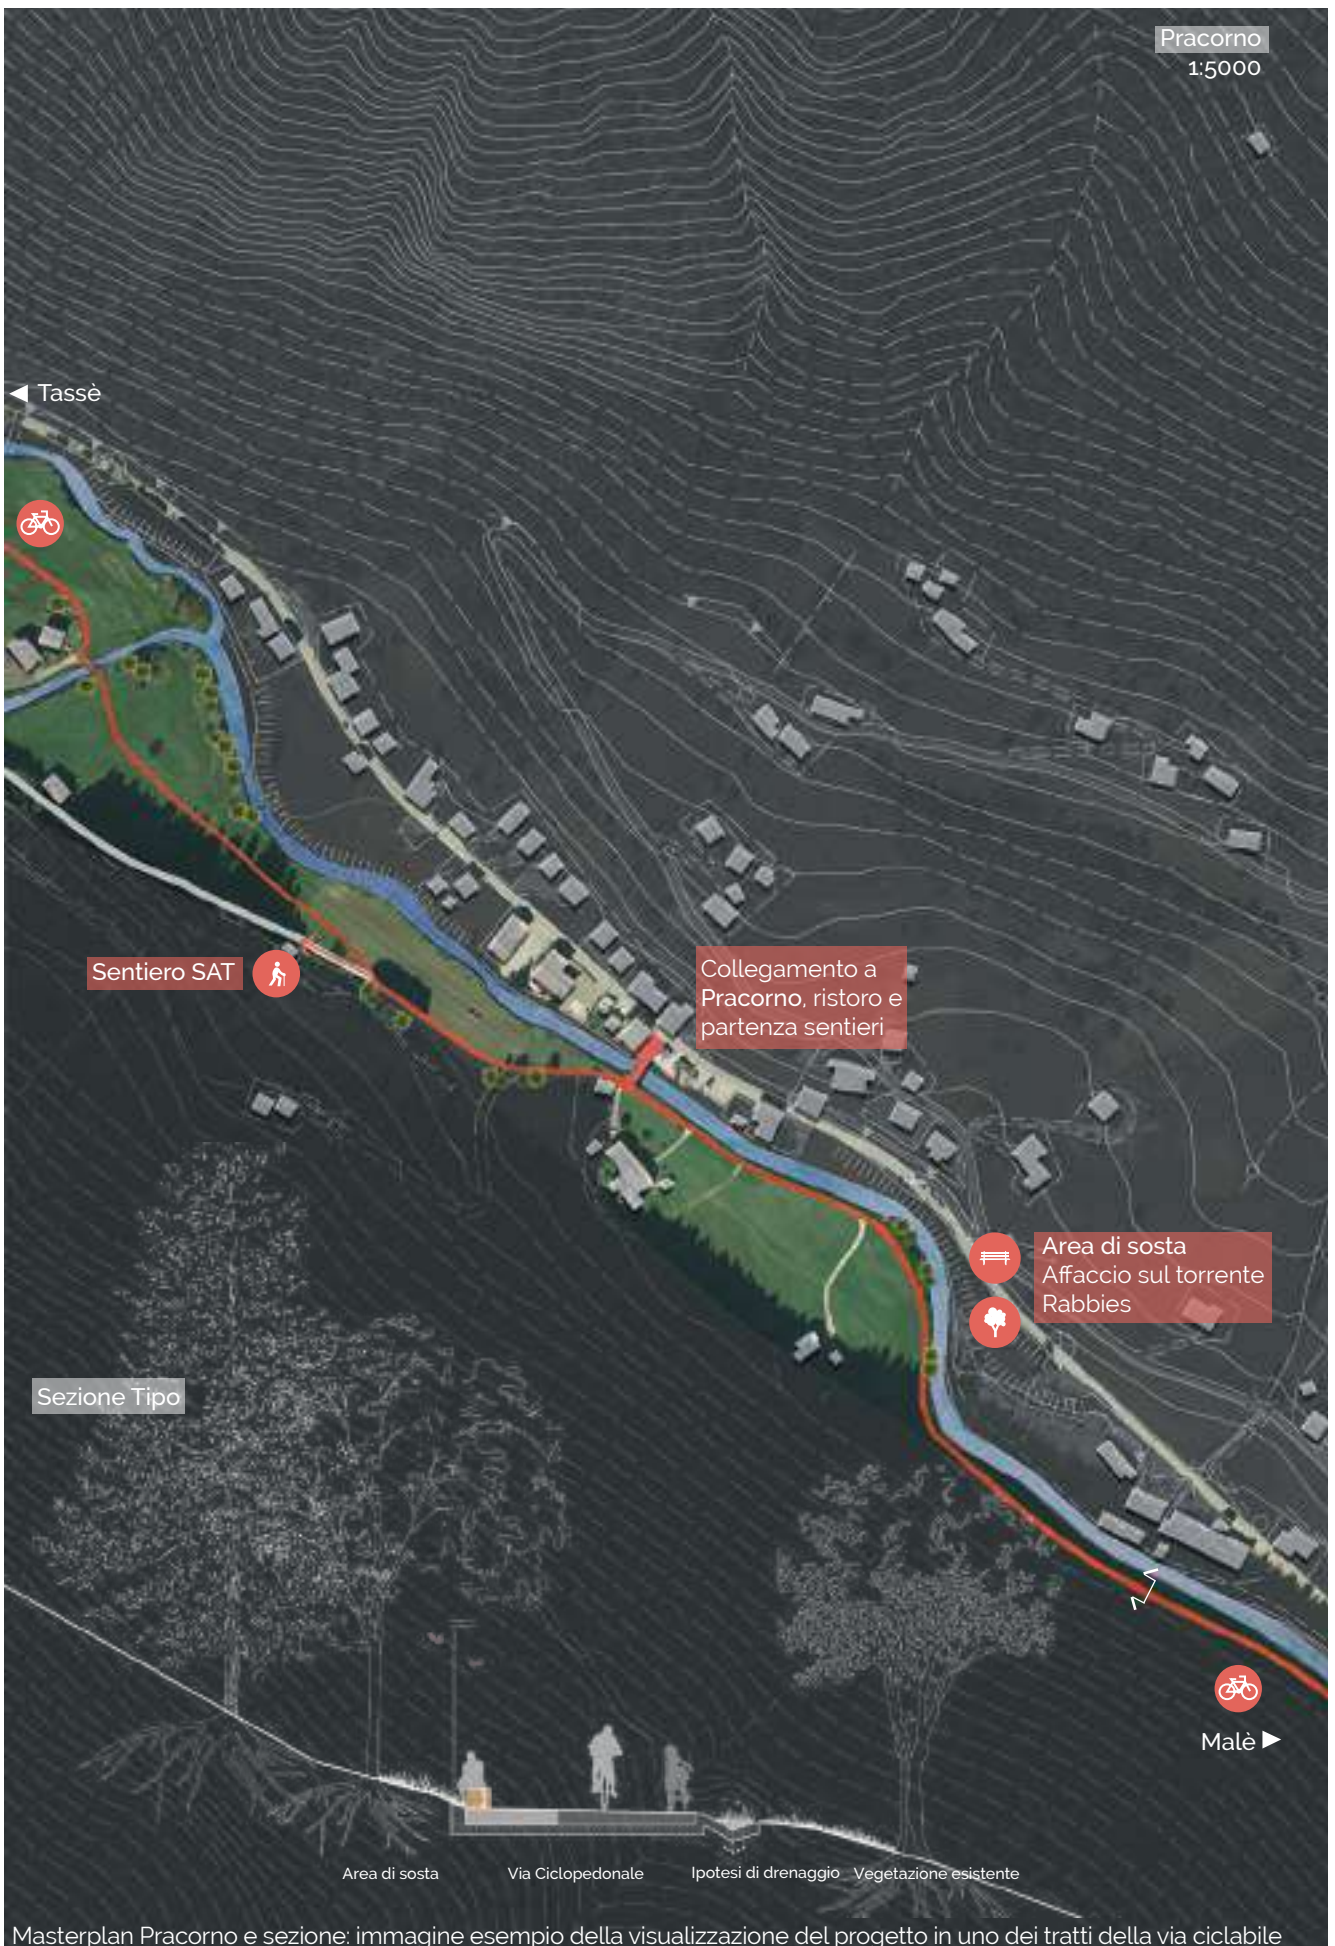 Pracorno
1:5000
◀ Tassè
Sentiero SAT
Collegamento a
Pracorno, ristoro e
partenza sentieri
Area di sosta
Affaccio sul torrente
Rabbies
Sezione Tipo
Malè ▶
Area di sosta Via Ciclopedonale Ipotesi di drenaggio Vegetazione esistente
Masterplan Pracorno e sezione: immagine esempio della visualizzazione del progetto in uno dei tratti della via ciclabile